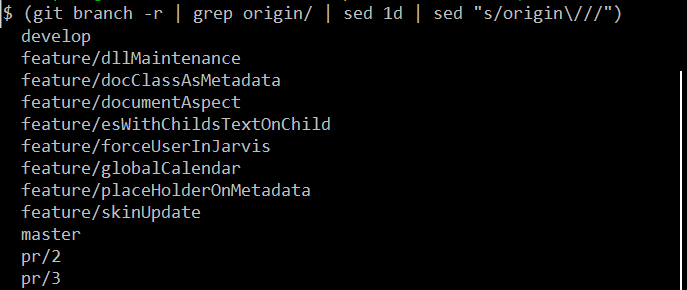 $ (git branch -r | grep origin/ | sed 1d | sed "s/origin\///")
develop
feature/dllMaintenance
feature/docClassAsMetadata
feature/documentAspect
feature/esWithChildsTextOnChild
feature/forceUserInJarvis
feature/globalCalendar
feature/placeHolderOnMetadata
feature/skinUpdate
master
pr/2
pr/3